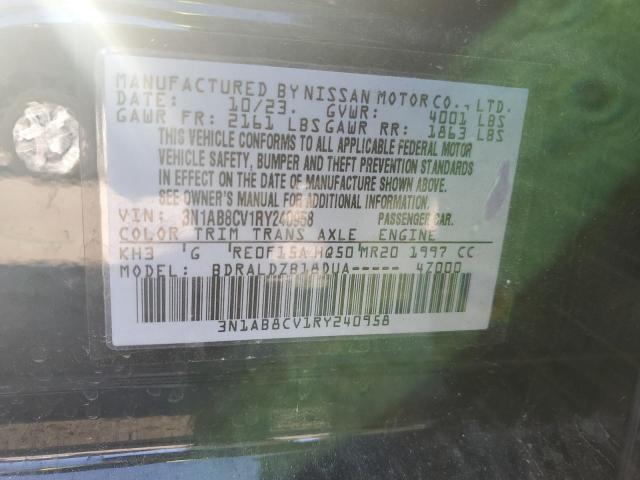 MANUFACTURED BY NISSAN MOTOR CO., LTD.
DATE: 10/23 GVWR: 4001 LBS
GAWR FR: 2161 LBS GAWR RR: 1863 LBS
THIS VEHICLE CONFORMS TO ALL APPLICABLE FEDERAL MOTOR
VEHICLE SAFETY, BUMPER AND THEFT PREVENTION STANDARDS
IN EFFECT ON THE DATE OF MANUFACTURE SHOWN ABOVE.
SEE OWNER'S MANUAL FOR ADDITIONAL INFORMATION.
VIN: 3N1AB8CV1RY240958 PASSENGER CAR.
COLOR TRIM TRANS AXLE ENGINE
KH3 'G RE0F15A HQ50 MR20 1997 CC
MODEL: BDRALDZB18DUA----- 4Z000
3N1AB8CV1RY240958